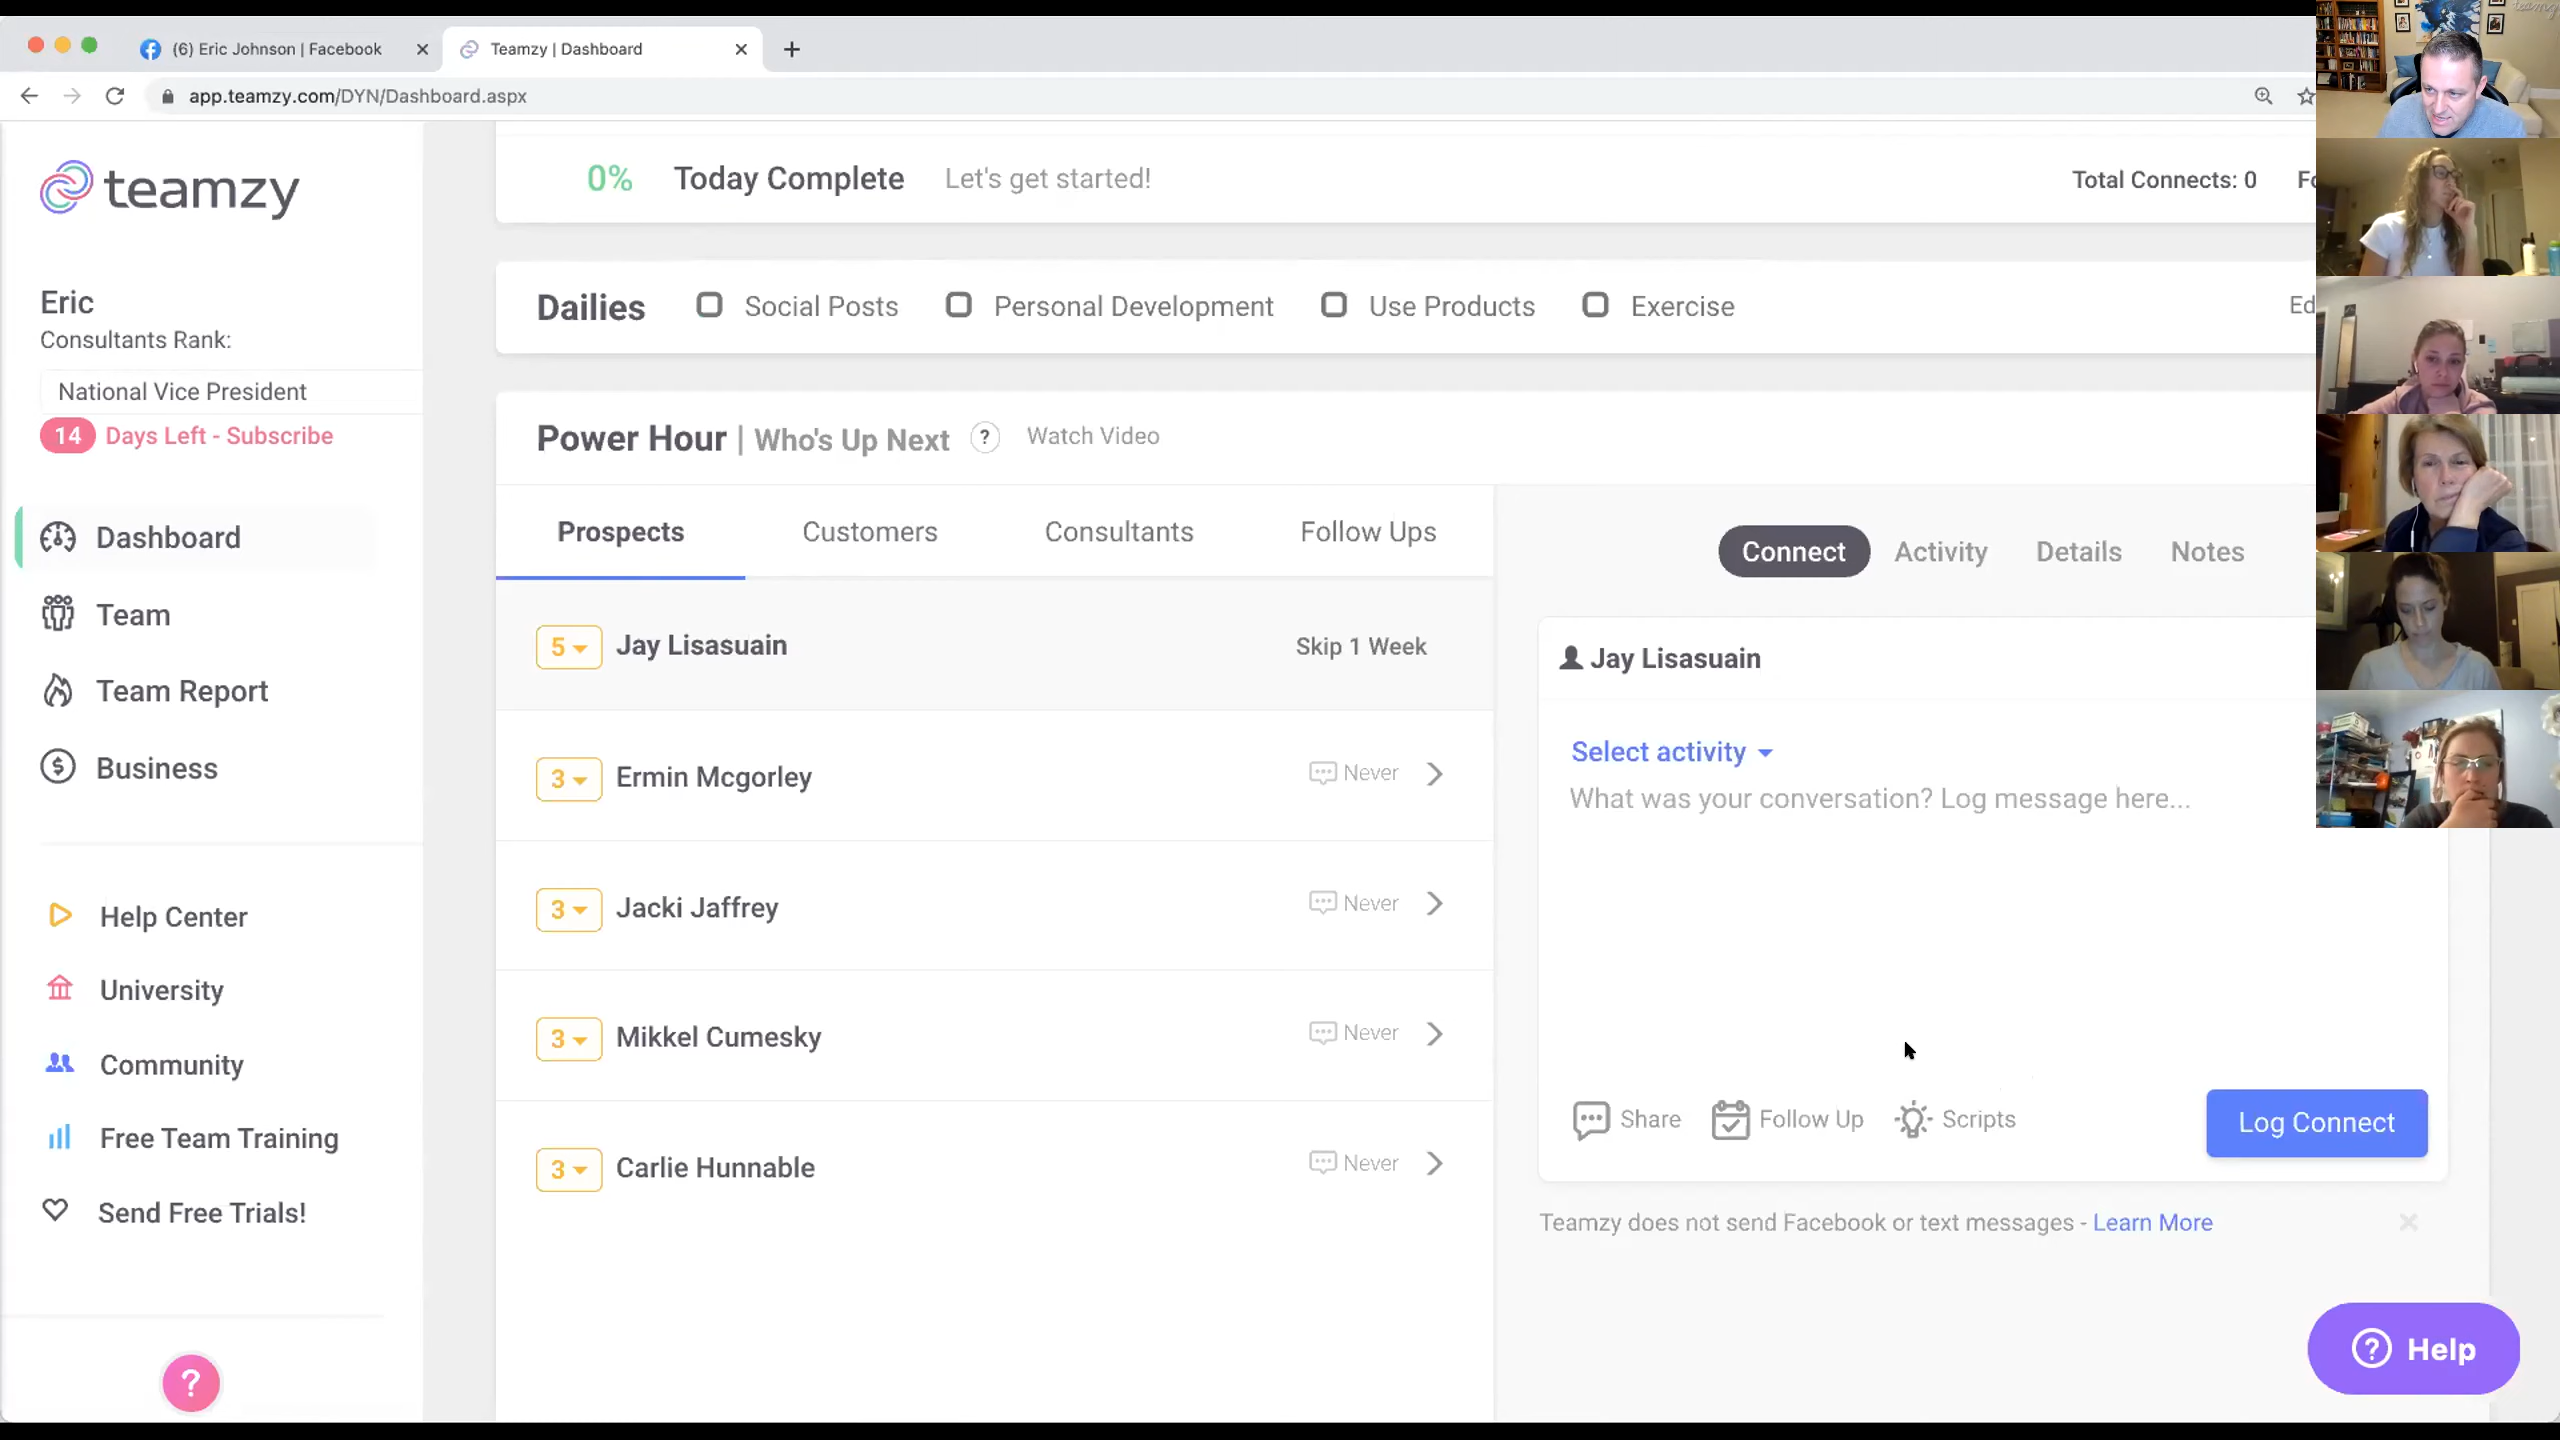 (6) Eric Johnson | Facebook
Teamzy | Dashboard
app.teamzy.com/DYN/Dashboard.aspx
teamzy
Eric
Consultants Rank:
National Vice President
14 Days Left - Subscribe
Dashboard
Team
Team Report
Business
Help Center
University
Community
Free Team Training
Send Free Trials!
?
0% Today Complete Let's get started!
Total Connects: 0 Fo
Dailies Social Posts Personal Development Use Products Exercise
Ed
Power Hour | Who's Up Next ? Watch Video
Prospects Customers Consultants Follow Ups
5 Jay Lisasuain Skip 1 Week
3 Ermin Mcgorley Never
3 Jacki Jaffrey Never
3 Mikkel Cumesky Never
3 Carlie Hunnable Never
Connect Activity Details Notes
Jay Lisasuain
Select activity
What was your conversation? Log message here...
Share Follow Up Scripts Log Connect
Teamzy does not send Facebook or text messages - Learn More
? Help